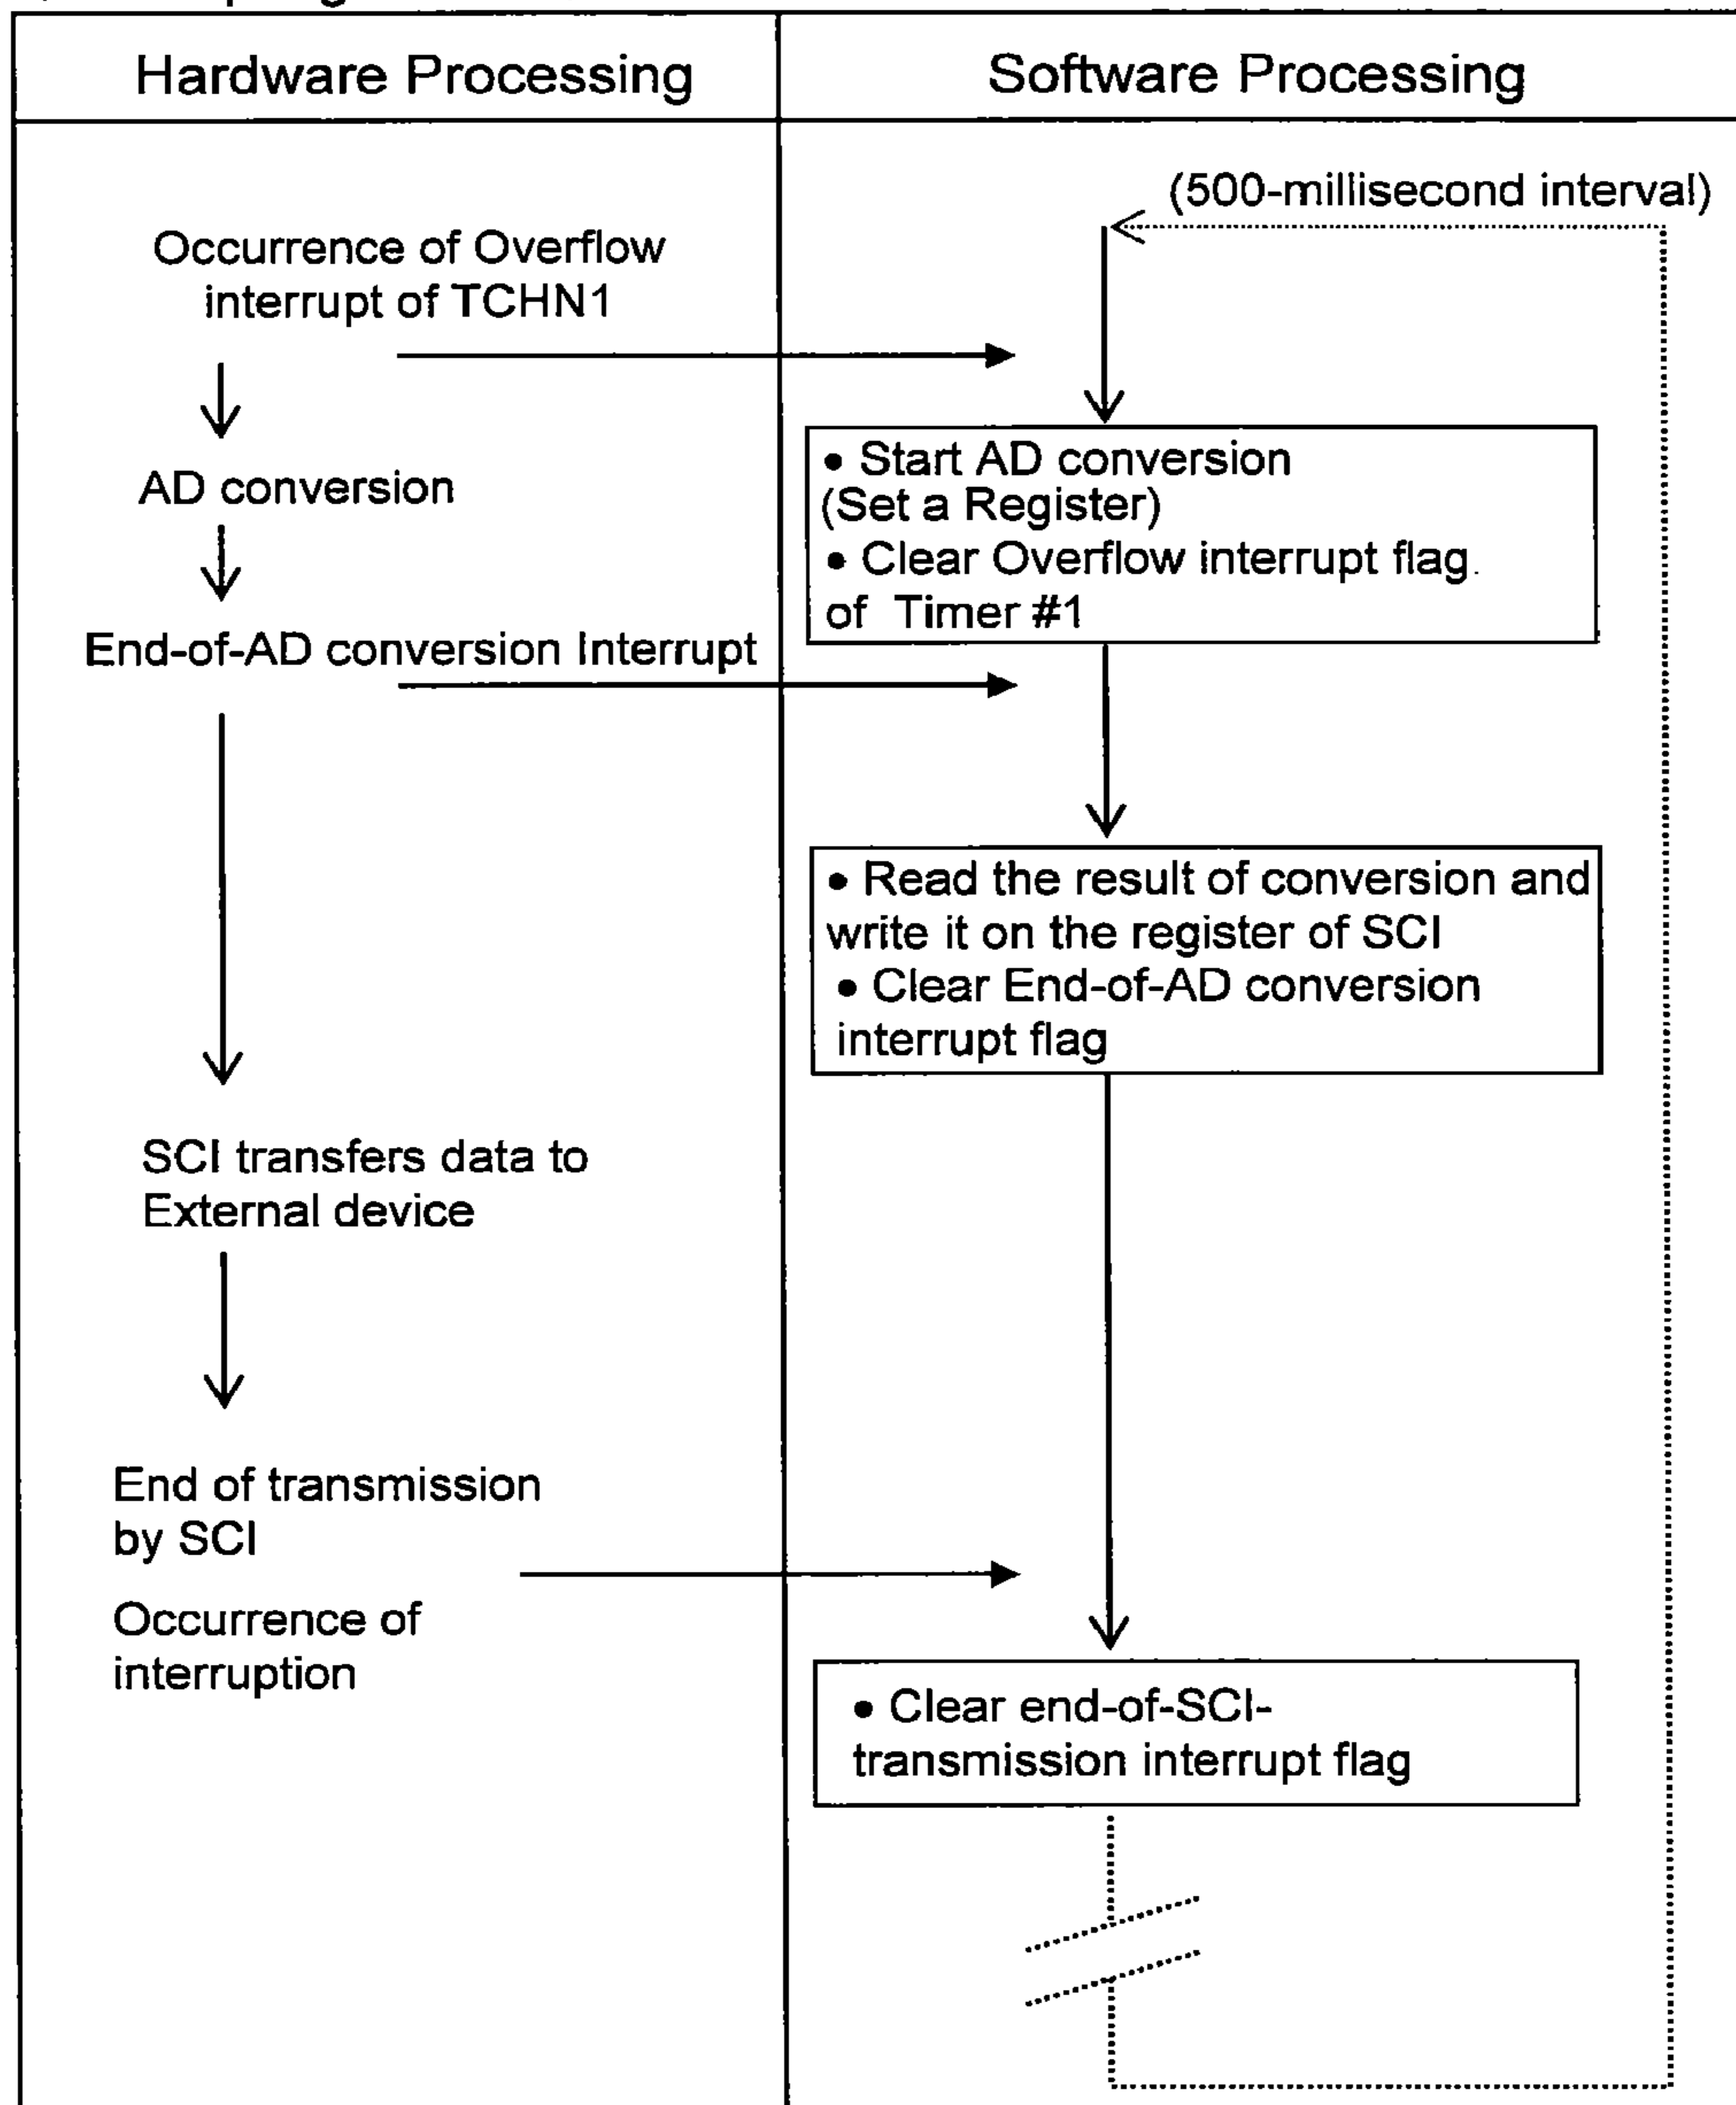 Hardware Processing
Software Processing
(500-millisecond interval)
Occurrence of Overflow
interrupt of TCHN1
AD conversion
End-of-AD conversion Interrupt
SCI transfers data to
External device
End of transmission
by SCI
Occurrence of
interruption
• Start AD conversion
(Set a Register)
• Clear Overflow interrupt flag.
of Timer #1
• Read the result of conversion and
write it on the register of SCI
• Clear End-of-AD conversion
interrupt flag
• Clear end-of-SCI-
transmission interrupt flag